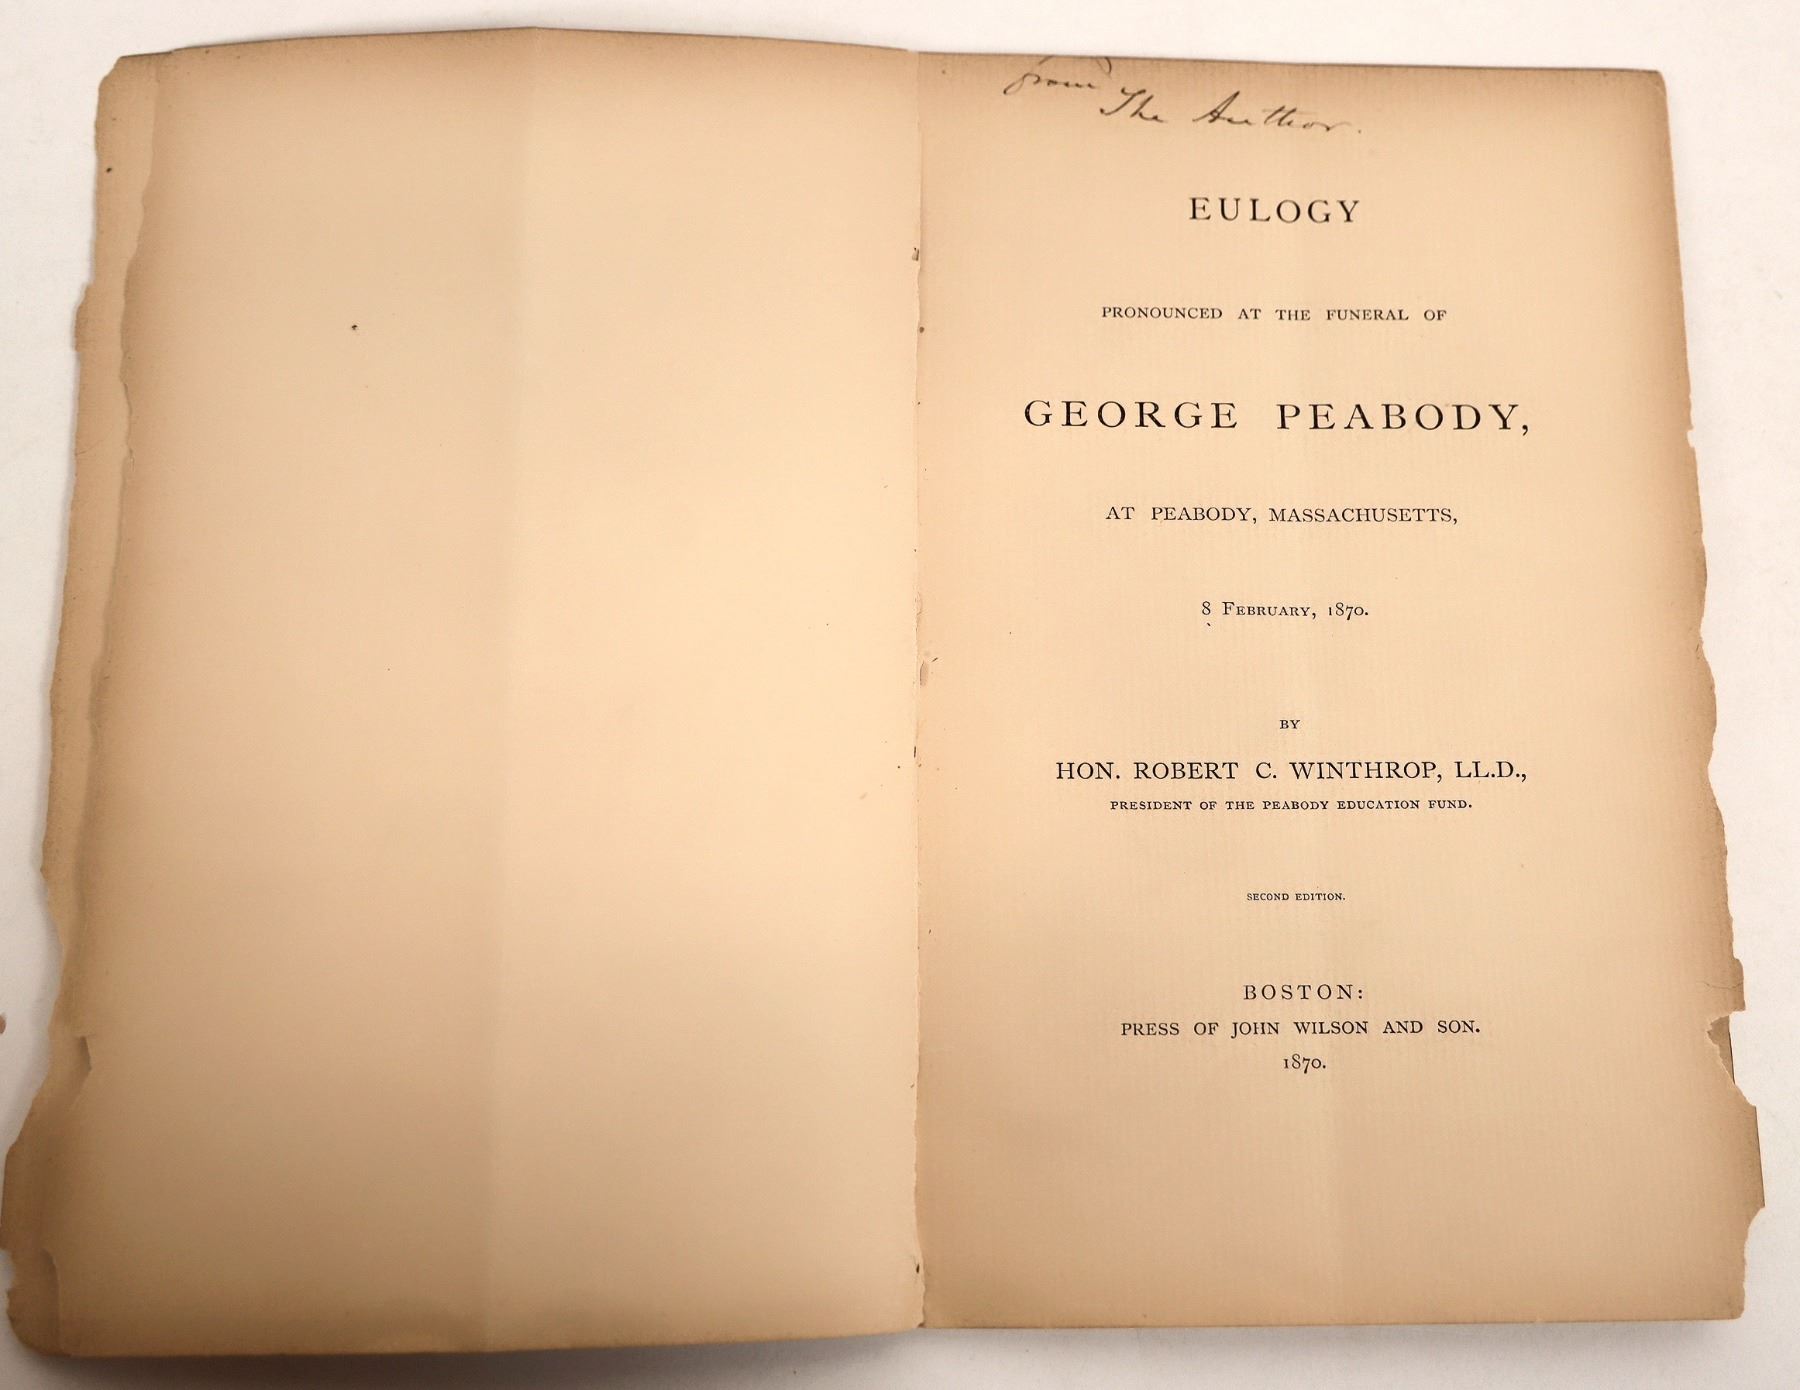 from
The Author.
EULOGY
PRONOUNCED AT THE FUNERAL OF
GEORGE PEABODY,
AT PEABODY, MASSACHUSETTS,
8 FEBRUARY, 1870.
BY
HON. ROBERT C. WINTHROP, LL.D.,
PRESIDENT OF THE PEABODY EDUCATION FUND.
SECOND EDITION.
BOSTON:
PRESS OF JOHN WILSON AND SON.
1870.